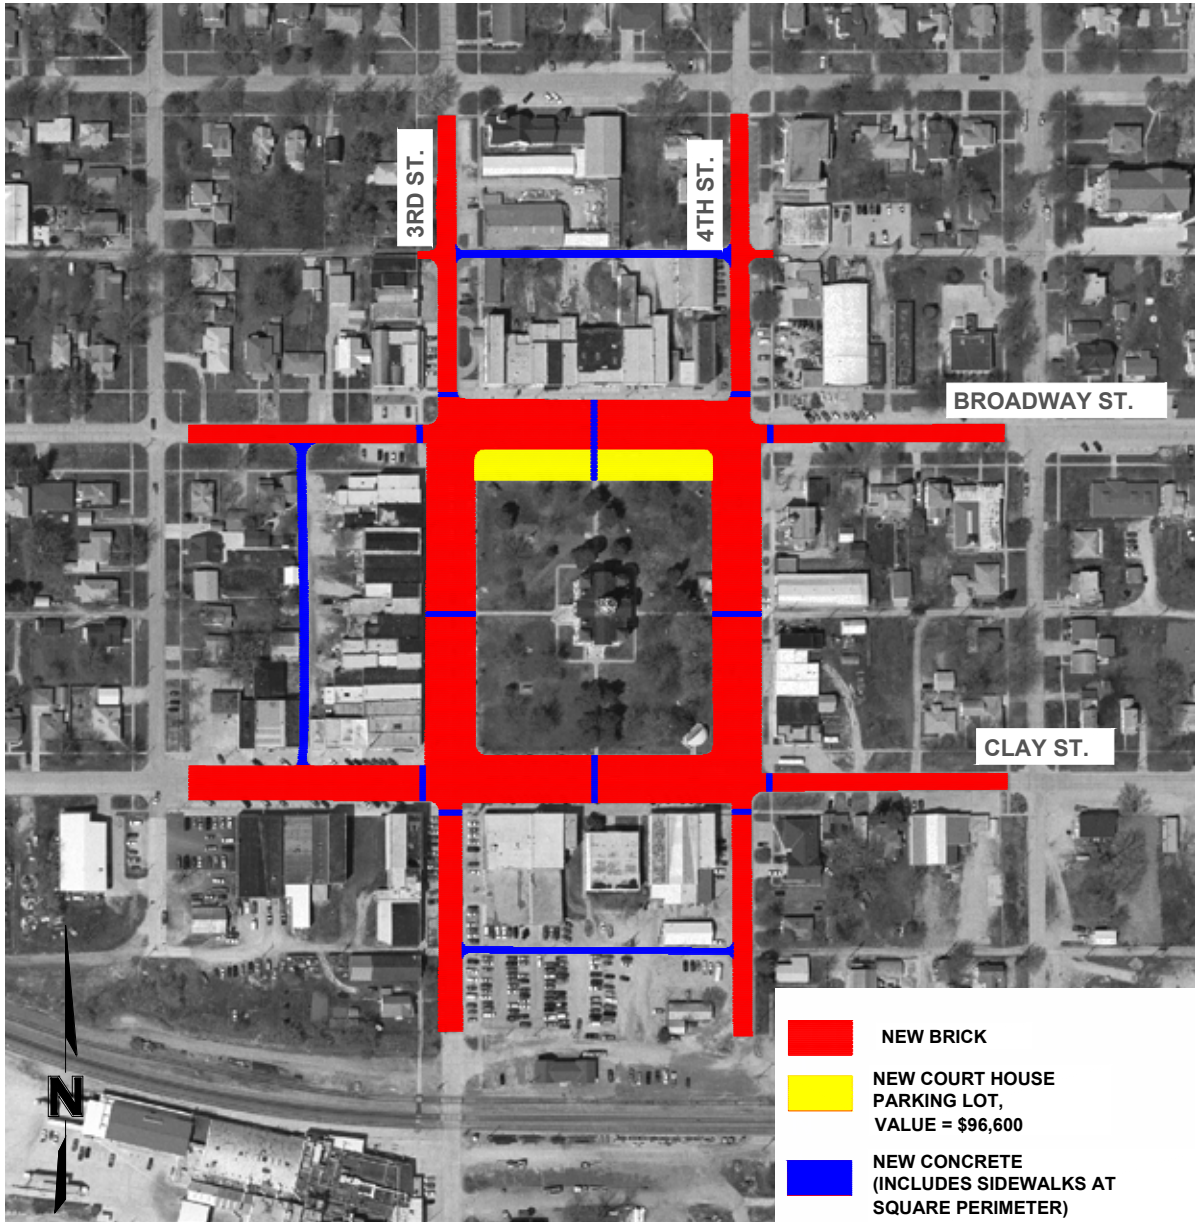 3RD ST.
4TH ST.
BROADWAY ST.
CLAY ST.
N
NEW BRICK
NEW COURT HOUSE
PARKING LOT,
VALUE = $96,600
NEW CONCRETE
(INCLUDES SIDEWALKS AT
SQUARE PERIMETER)